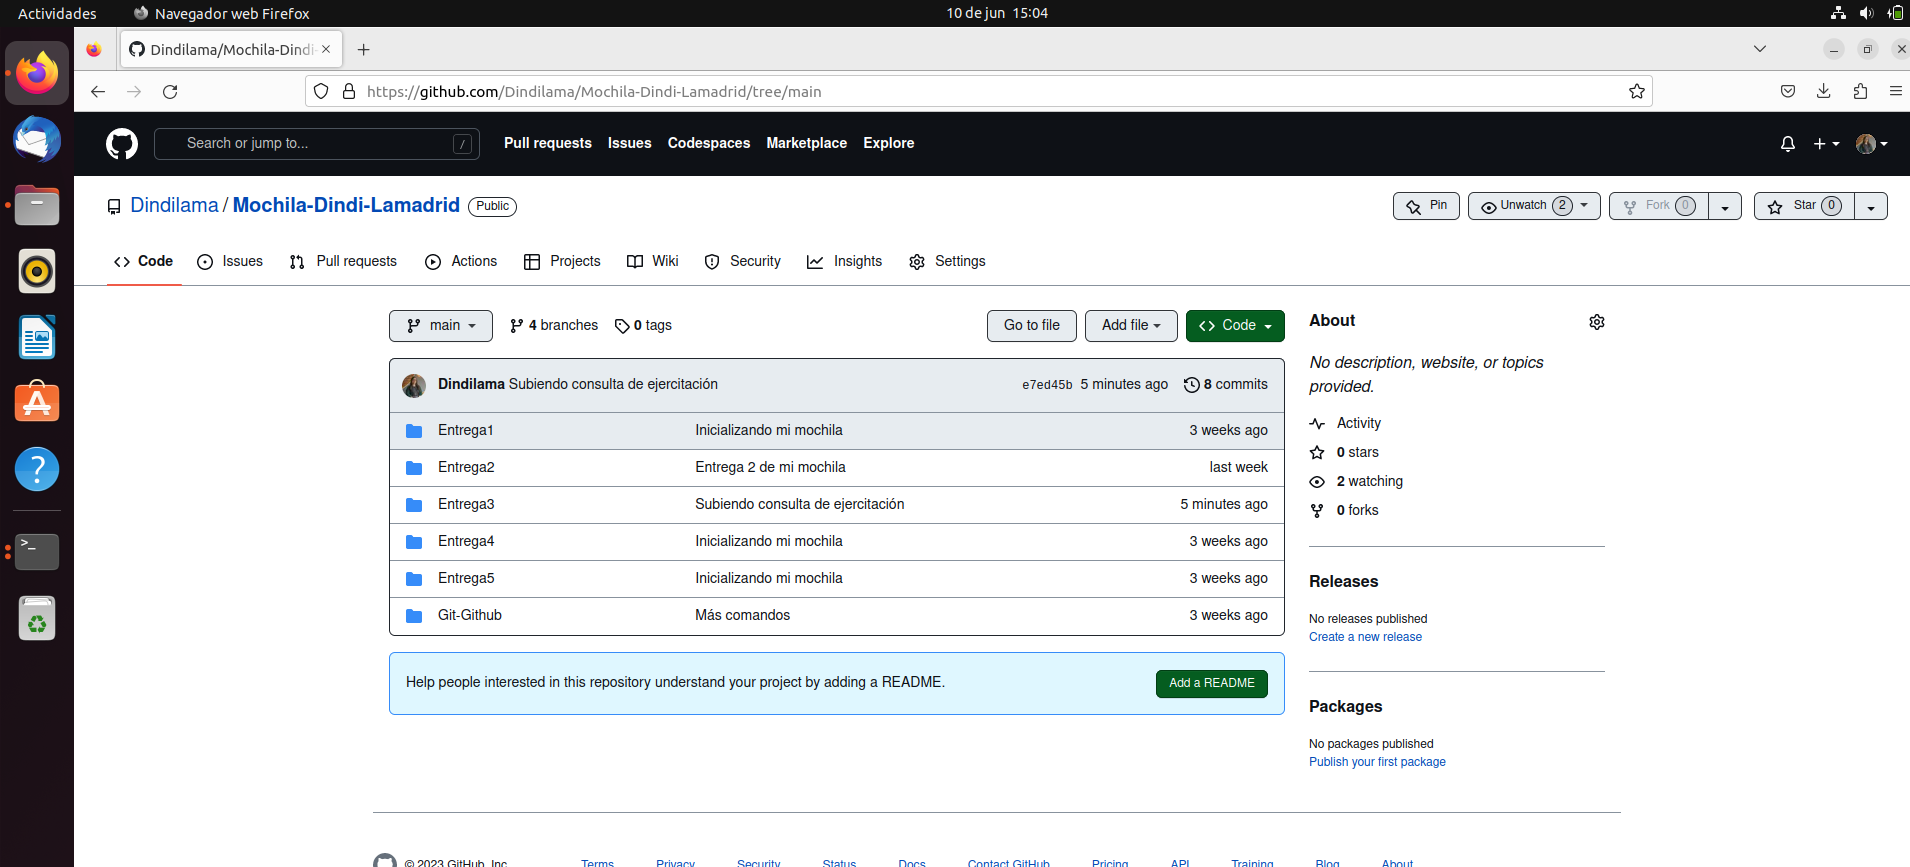 Actividades Navegador web Firefox 10 de jun 15:04
Dindilama/Mochila-Dindi-
https://github.com/Dindilama/Mochila-Dindi-Lamadrid/tree/main
Search or jump to... / Pull requests Issues Codespaces Marketplace Explore
Dindilama / Mochila-Dindi-Lamadrid Public Pin Unwatch 2 Fork 0 Star 0
Code Issues Pull requests Actions Projects Wiki Security Insights Settings
main 4 branches 0 tags Go to file Add file Code
Dindilama Subiendo consulta de ejercitación e7ed45b 5 minutes ago 8 commits
Entrega1 Inicializando mi mochila 3 weeks ago
Entrega2 Entrega 2 de mi mochila last week
Entrega3 Subiendo consulta de ejercitación 5 minutes ago
Entrega4 Inicializando mi mochila 3 weeks ago
Entrega5 Inicializando mi mochila 3 weeks ago
Git-Github Más comandos 3 weeks ago
Help people interested in this repository understand your project by adding a README. Add a README
About
No description, website, or topics
provided.
Activity
0 stars
2 watching
0 forks
Releases
No releases published
Create a new release
Packages
No packages published
Publish your first package
© 2023 GitHub, Inc. Terms Privacy Security Status Docs Contact GitHub Pricing API Training Blog About